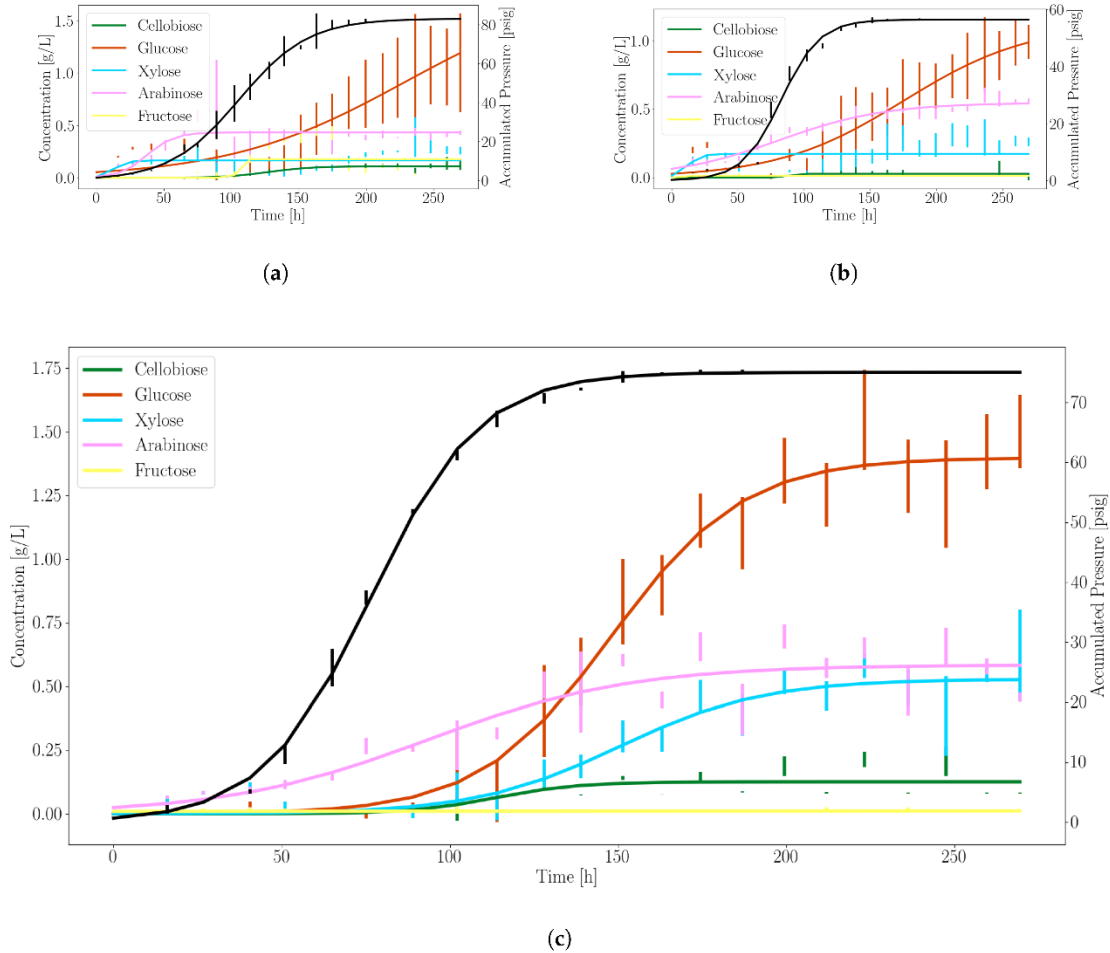 Cellobiose
Glucose
Xylose
Arabinose
Fructose
Concentration [g/L]
0.0
0.5
1.0
1.5
Time [h]
0 50 100 150 200 250
Accumulated Pressure [psig]
0
20
40
60
80
(a)
Cellobiose
Glucose
Xylose
Arabinose
Fructose
Concentration [g/L]
0.0
0.5
1.0
Time [h]
0 50 100 150 200 250
Accumulated Pressure [psig]
0
20
40
60
(b)
Cellobiose
Glucose
Xylose
Arabinose
Fructose
Concentration [g/L]
1.75
1.50
1.25
1.00
0.75
0.50
0.25
0.00
0 50 100 150 200 250
Time [h]
Accumulated Pressure [psig]
70
60
50
40
30
20
10
0
(c)